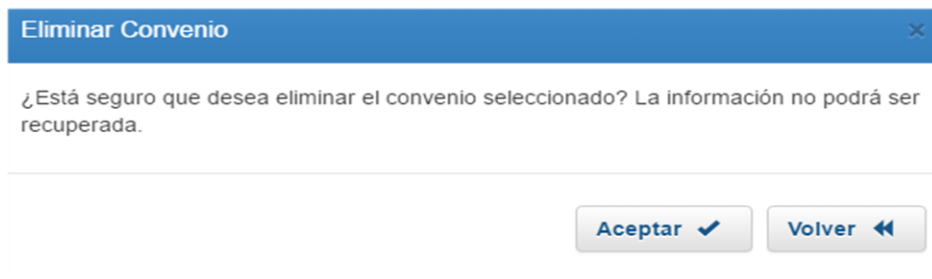 Eliminar Convenio
¿Está seguro que desea eliminar el convenio seleccionado? La información no podrá ser
recuperada.
Aceptar
Volver